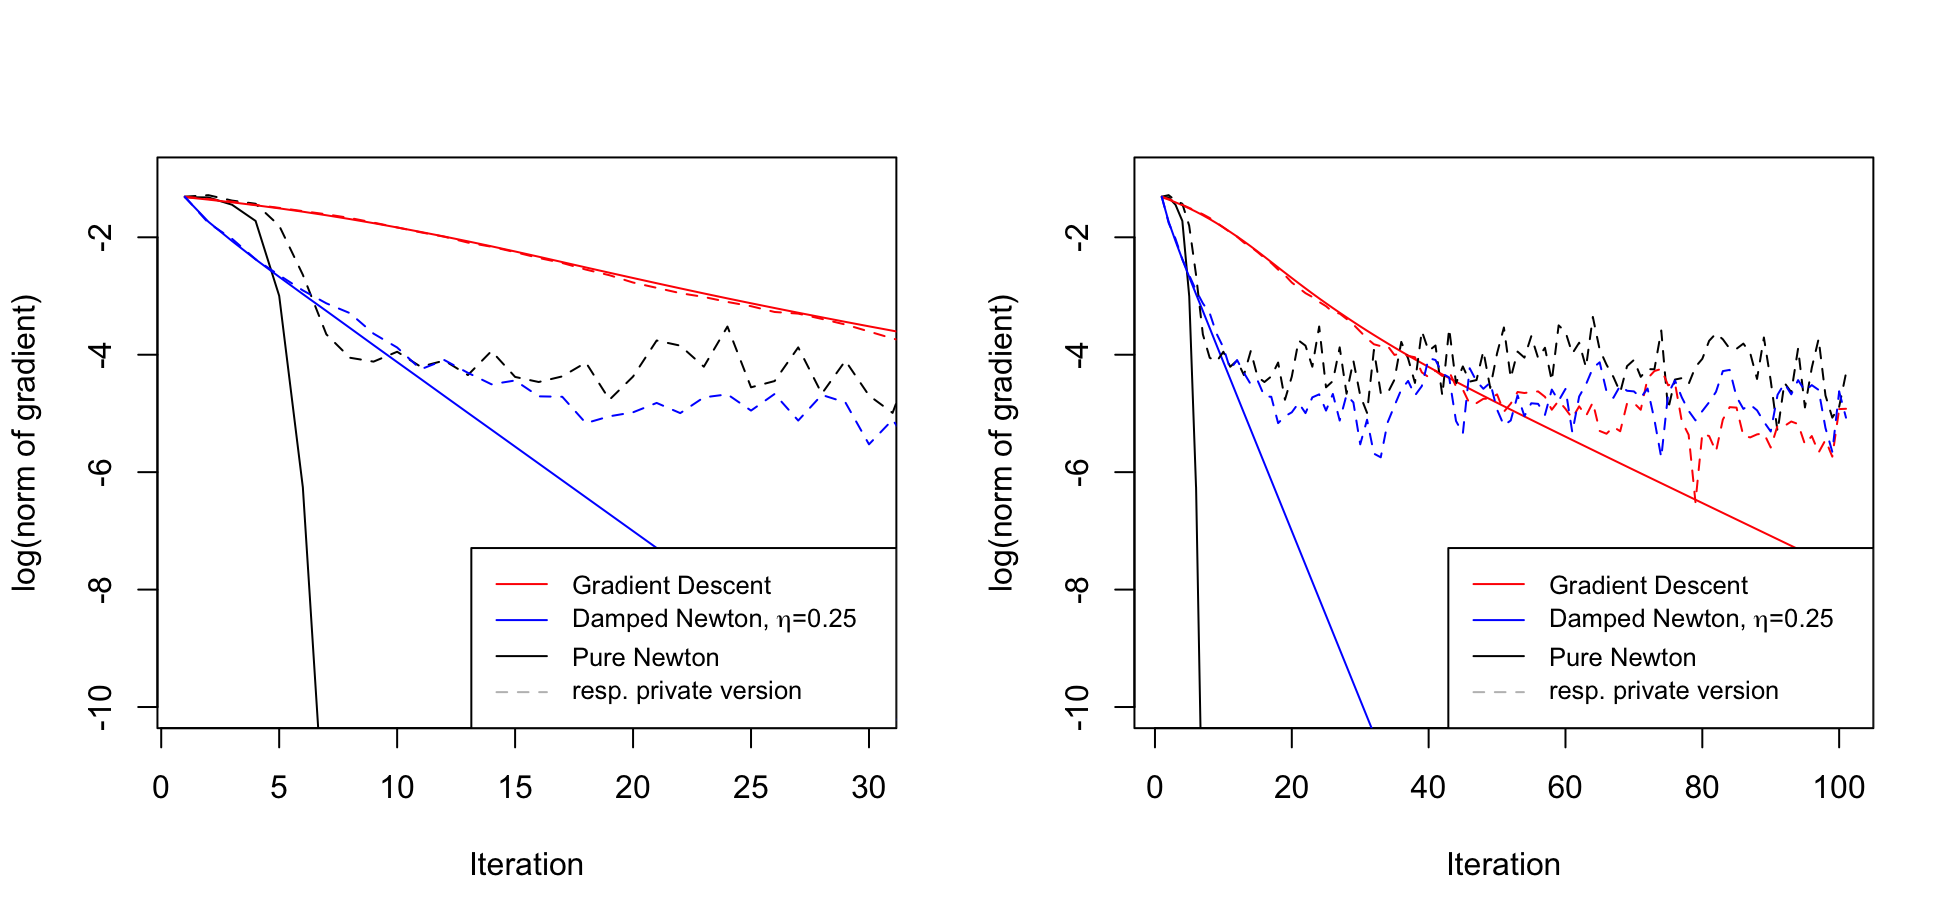 log(norm of gradient)
-2
-4
-6
-8
-10
Gradient Descent
Damped Newton, η=0.25
Pure Newton
resp. private version
0 5 10 15 20 25 30
Iteration
log(norm of gradient)
-2
-4
-6
-8
-10
Gradient Descent
Damped Newton, η=0.25
Pure Newton
resp. private version
0 20 40 60 80 100
Iteration